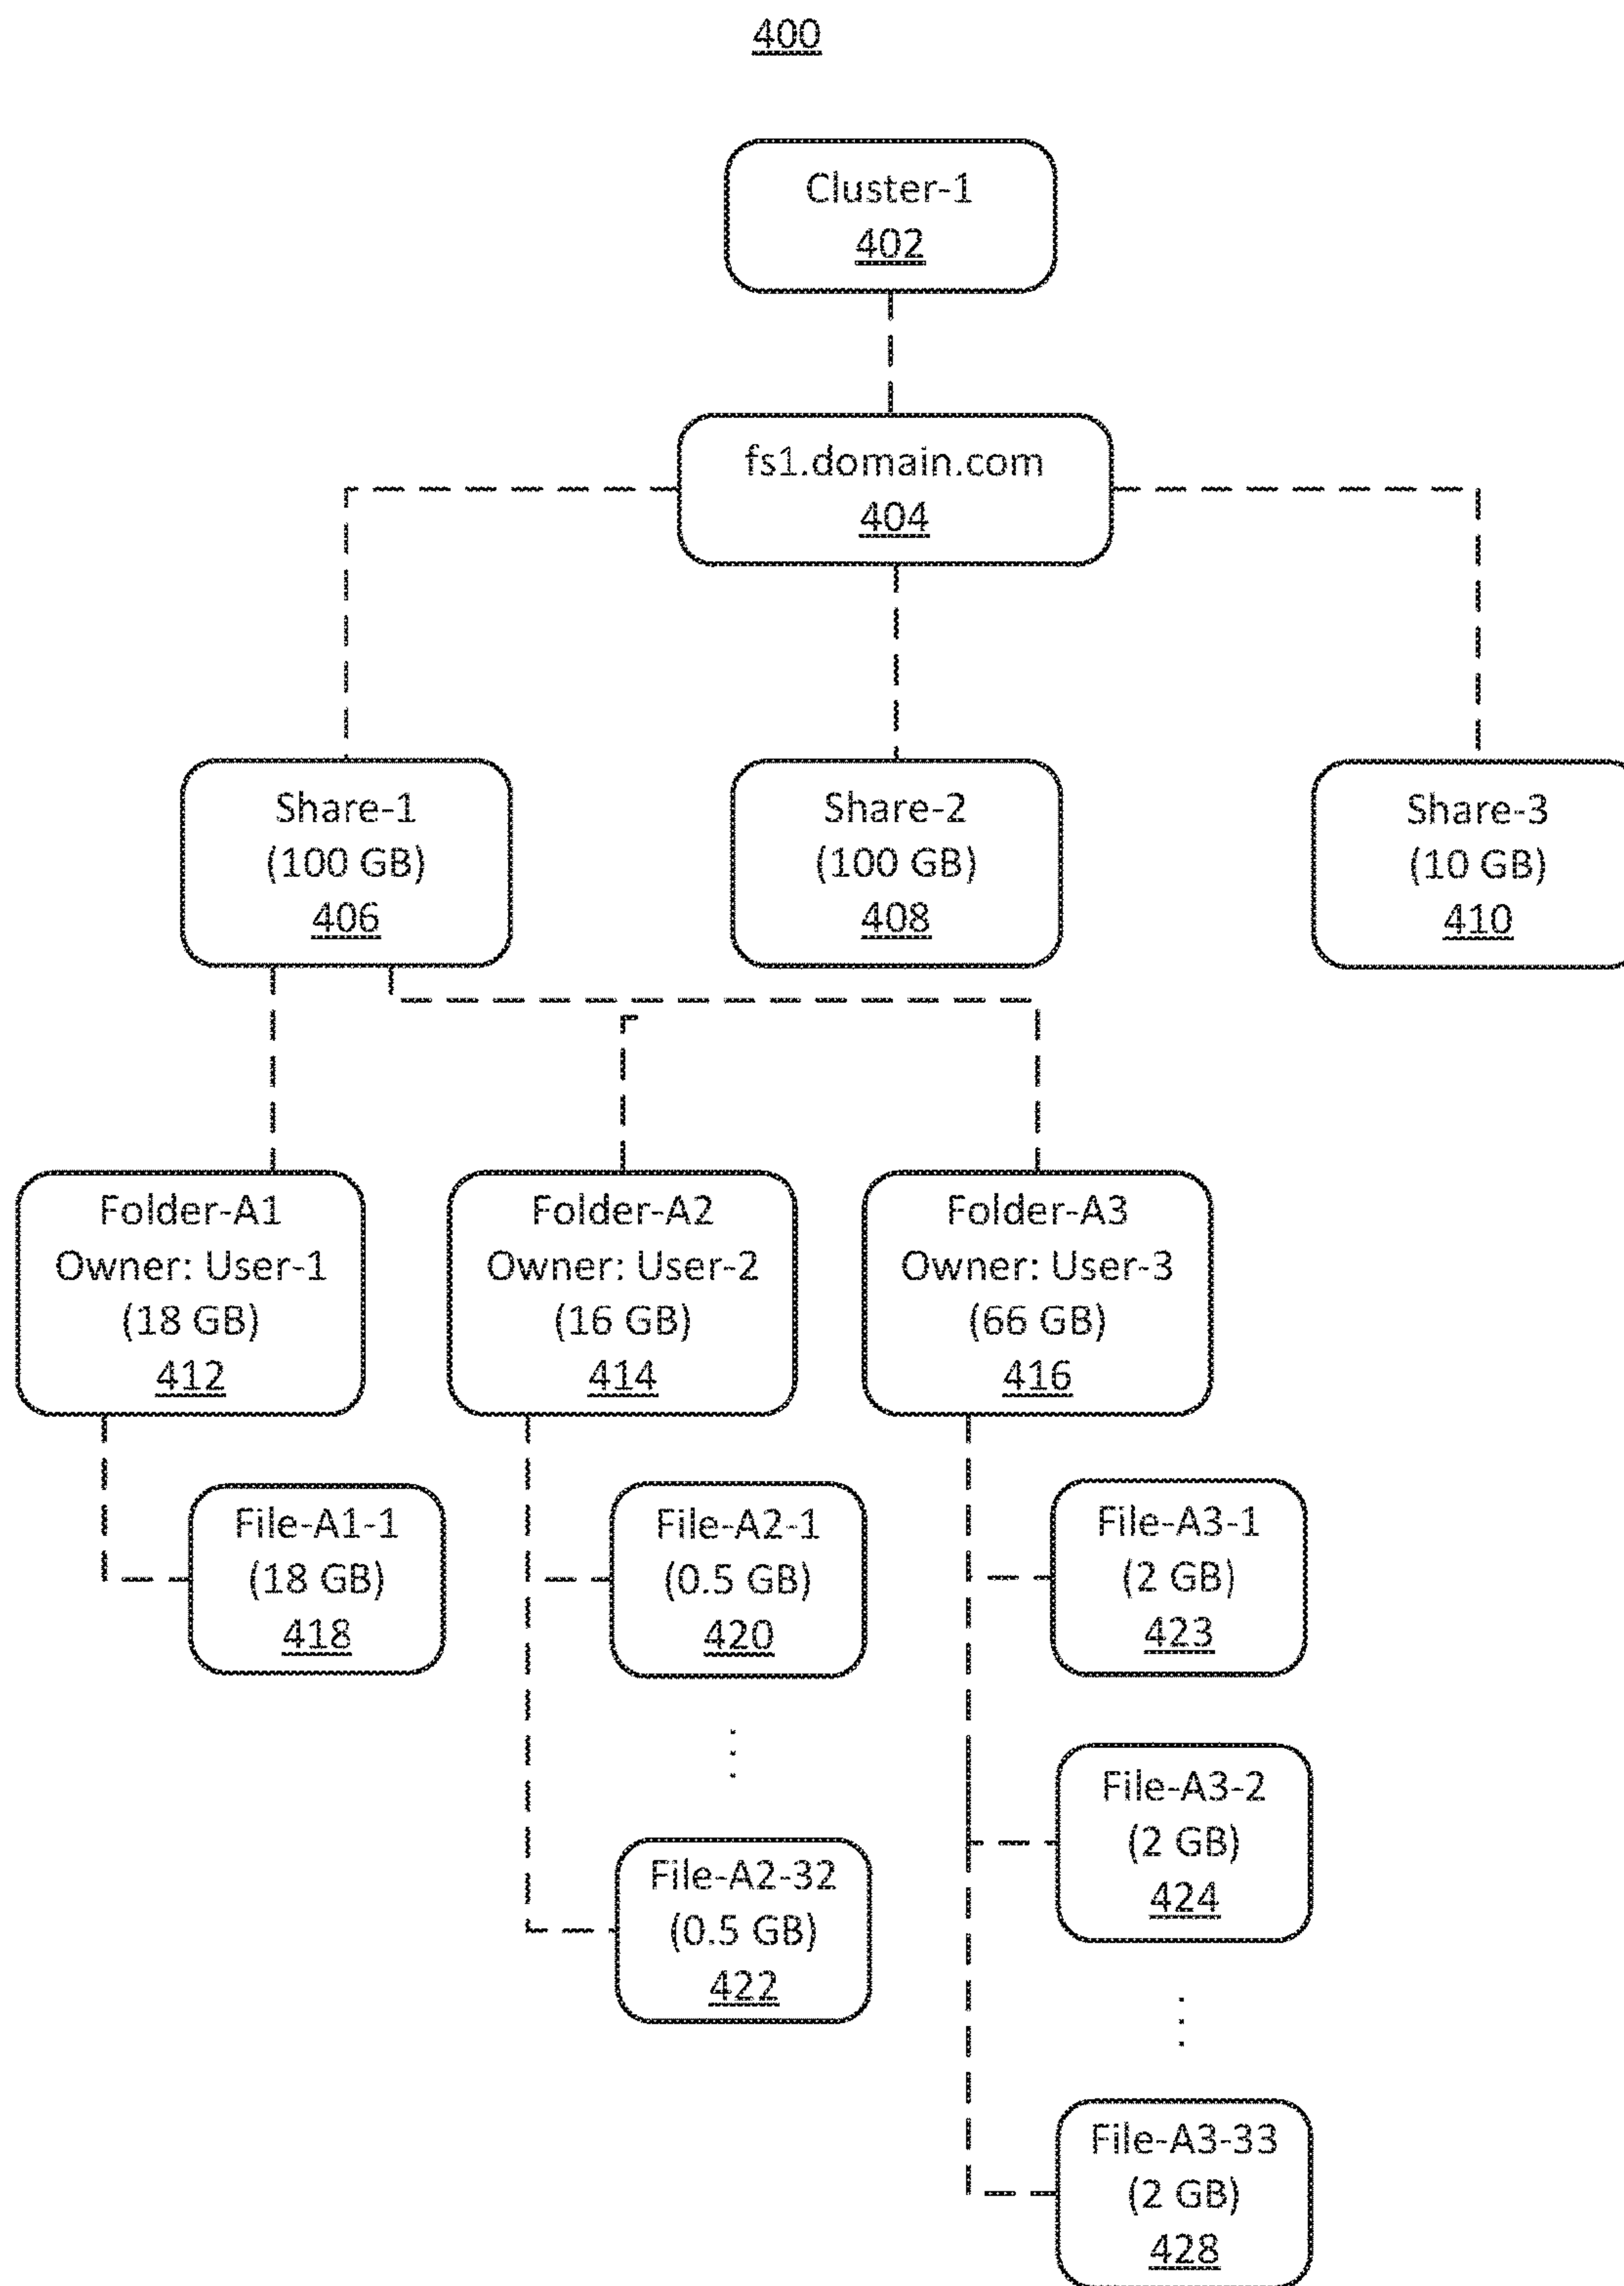 400
Cluster-1
402
fs1.domain.com
404
Share-1
(100 GB)
406
Share-2
(100 GB)
408
Share-3
(10 GB)
410
Folder-A1
Owner: User-1
(18 GB)
412
Folder-A2
Owner: User-2
(16 GB)
414
Folder-A3
Owner: User-3
(66 GB)
416
File-A1-1
(18 GB)
418
File-A2-1
(0.5 GB)
420
File-A2-32
(0.5 GB)
422
File-A3-1
(2 GB)
423
File-A3-2
(2 GB)
424
File-A3-33
(2 GB)
428